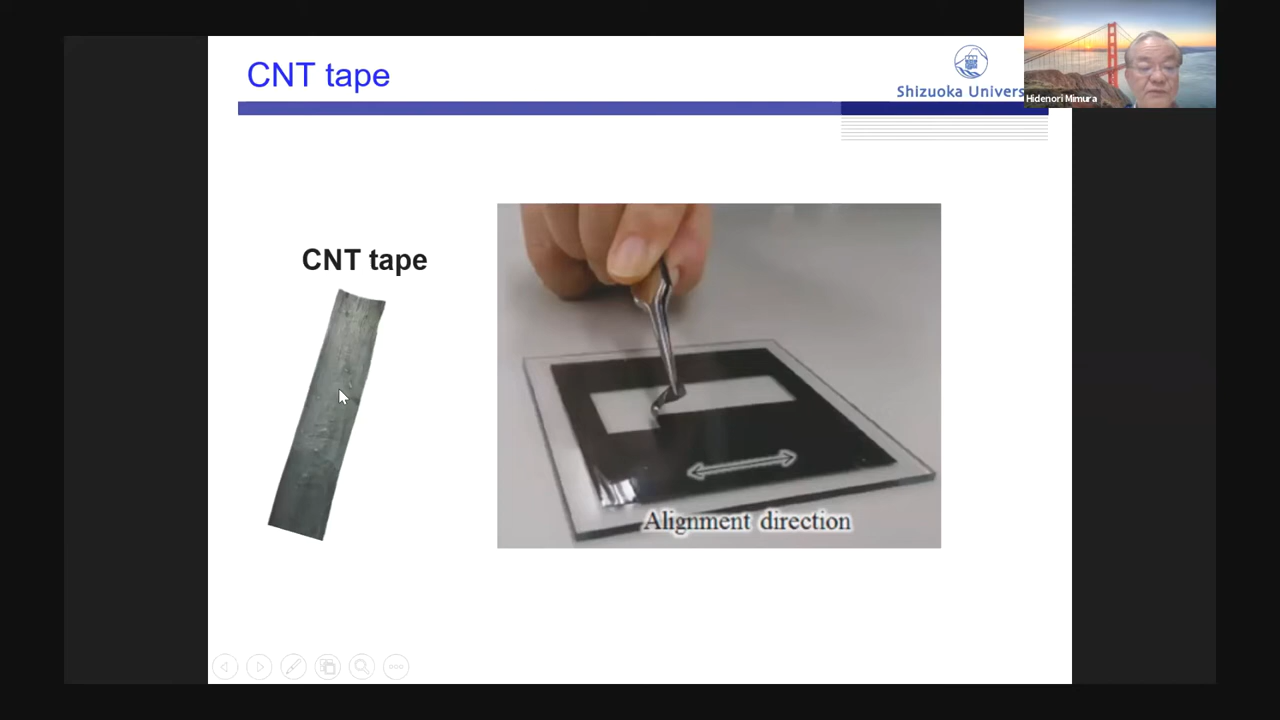 CNT tape
Shizuoka Univers
Hidenori Mimura
CNT tape
Alignment direction